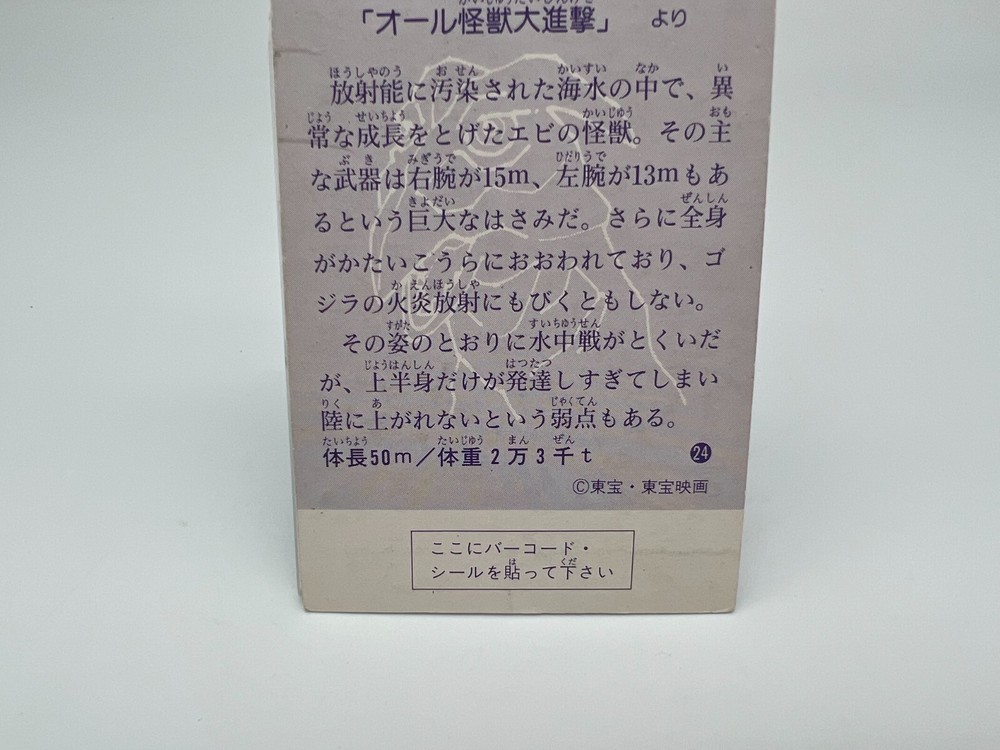 「オール怪獣大進撃」 より
放射能に汚染された海水の中で、異
常な成長をとげたエビの怪獣。その主
な武器は右腕が15m、左腕が13mもあ
るという巨大なはさみだ。さらに全身
がかたいこうらにおおわれており、ゴ
ジラの火炎放射にもびくともしない。
その姿のとおりに水中戦がとくいだ
が、上半身だけが発達しすぎてしまい
陸に上がれないという弱点もある。
体長50m／体重2万3千t
24
©東宝・東宝映画
ここにバーコード・
シールを貼って下さい